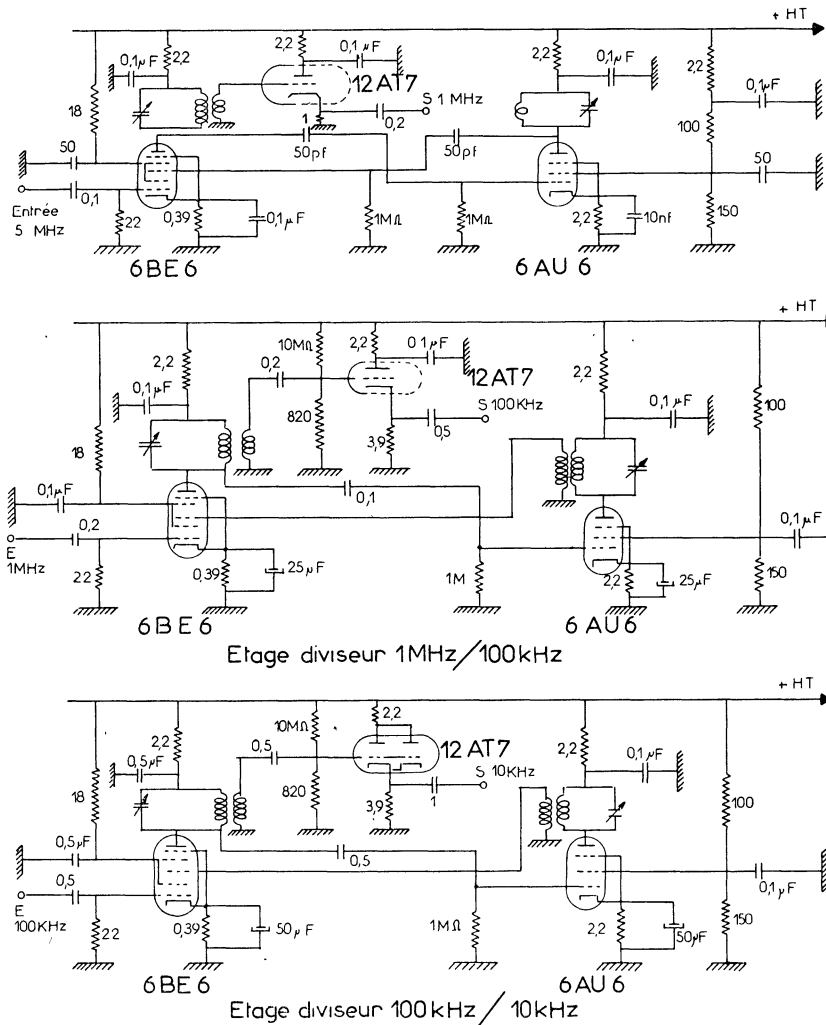 + HT
0,1µF
2,2
2,2
0,1µF
12AT7
2,2
0,1µF
2,2
0,1µF
18
S 1 MHz
0,2
1
50pf
50pf
100
50
50
0,1
Entrée
5 MHz
22
0,39
0,1µF
1MΩ
1MΩ
2,2
10nf
150
6BE6
6AU6
+ HT
2,2
10MΩ
2,2
0 1µF
12AT7
0,2
2,2
0,1µF
0,1µF
100
18
820
S 100KHz
3,9
0,5
0,1µF
0,1
0,2
E
1MHz
22
0,39
25µF
1M
2,2
25µF
0,1µF
150
6BE6
6AU6
Etage diviseur 1MHz/100kHz
+ HT
2,2
10MΩ
2,2
12AT7
0,5
2,2
0,1µF
0,5µF
18
820
S 10KHz
3,9
1
100
0,5µF
0,5
0,5
E
100KHz
22
0,39
50µF
1MΩ
2,2
50µF
0,1µF
150
6BE6
6AU6
Etage diviseur 100kHz/10kHz